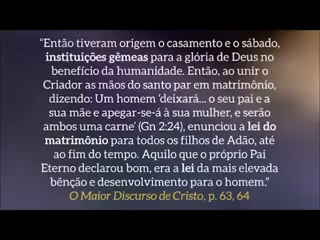 “Então tiveram origem o casamento e o sábado,
instituições gêmeas para a glória de Deus no
benefício da humanidade. Então, ao unir o
Criador as mãos do santo par em matrimônio,
dizendo: Um homem ‘deixará... o seu pai e a
sua mãe e apegar-se-á à sua mulher, e serão
ambos uma carne’ (Gn 2:24), enunciou a lei do
matrimônio para todos os filhos de Adão, até
ao fim do tempo. Aquilo que o próprio Pai
Eterno declarou bom, era a lei da mais elevada
bênção e desenvolvimento para o homem.”
O Maior Discurso de Cristo, p. 63, 64